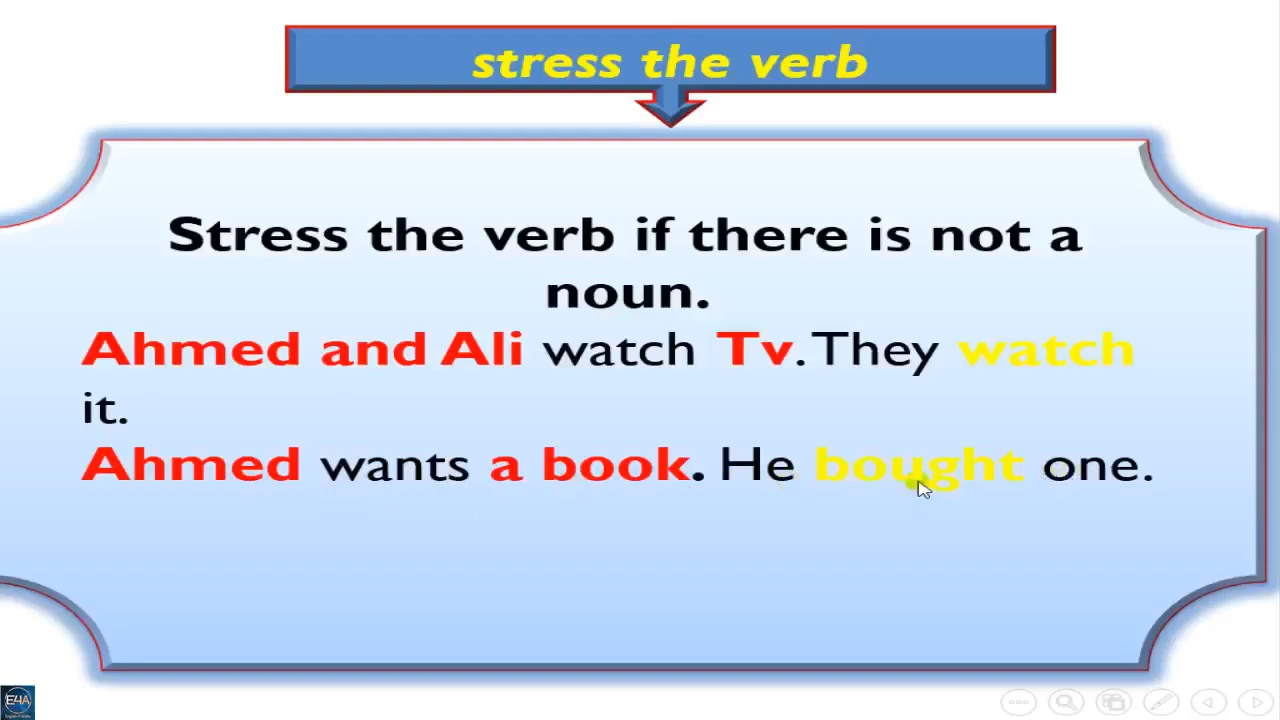 stress the verb
Stress the verb if there is not a
noun.
Ahmed and Ali watch Tv. They watch
it.
Ahmed wants a book. He bought one.
E4A